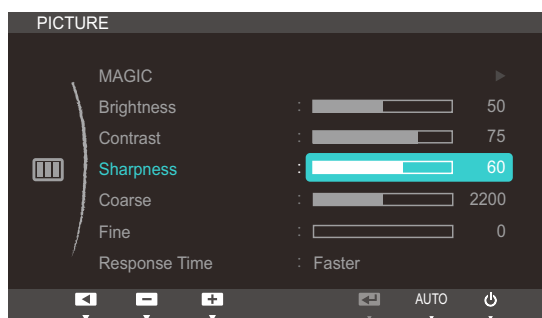 PICTURE
MAGIC
Brightness : 50
Contrast : 75
Sharpness : 60
Coarse : 2200
Fine : 0
Response Time : Faster
AUTO